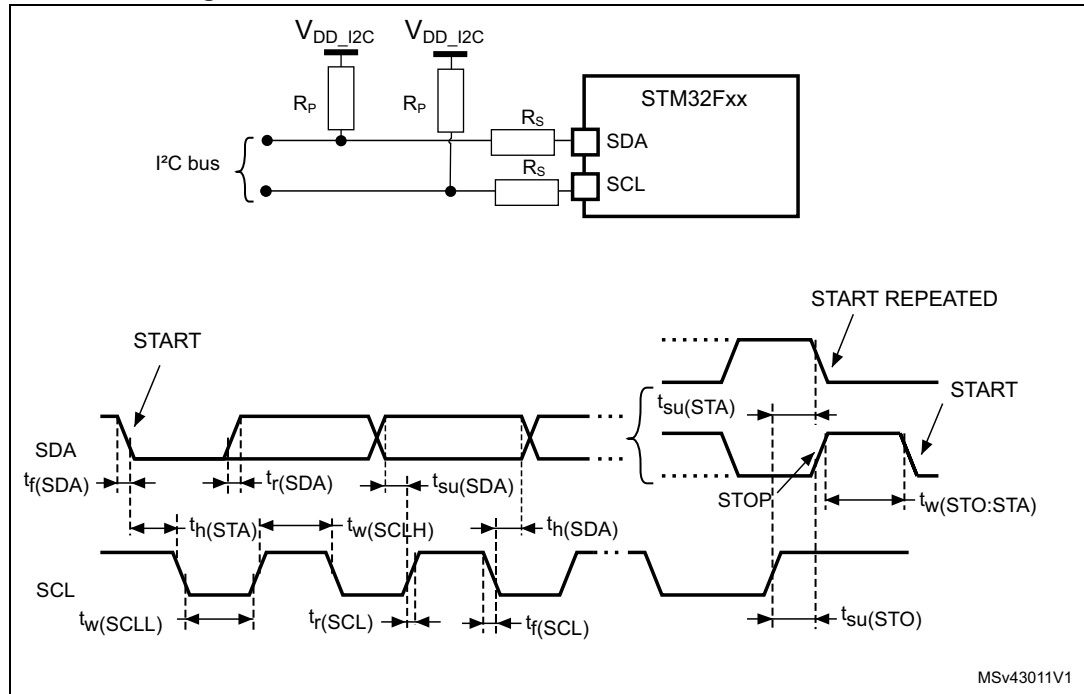 VDD_I2C VDD_I2C
RP RP
STM32Fxx
RS
SDA
I²C bus
RS
SCL
START REPEATED
START
START
tsu(STA)
SDA
tf(SDA) tr(SDA) tsu(SDA)
STOP
tw(STO:STA)
th(STA) tw(SCLH) th(SDA)
SCL
tw(SCLL) tr(SCL) tf(SCL) tsu(STO)
MSv43011V1